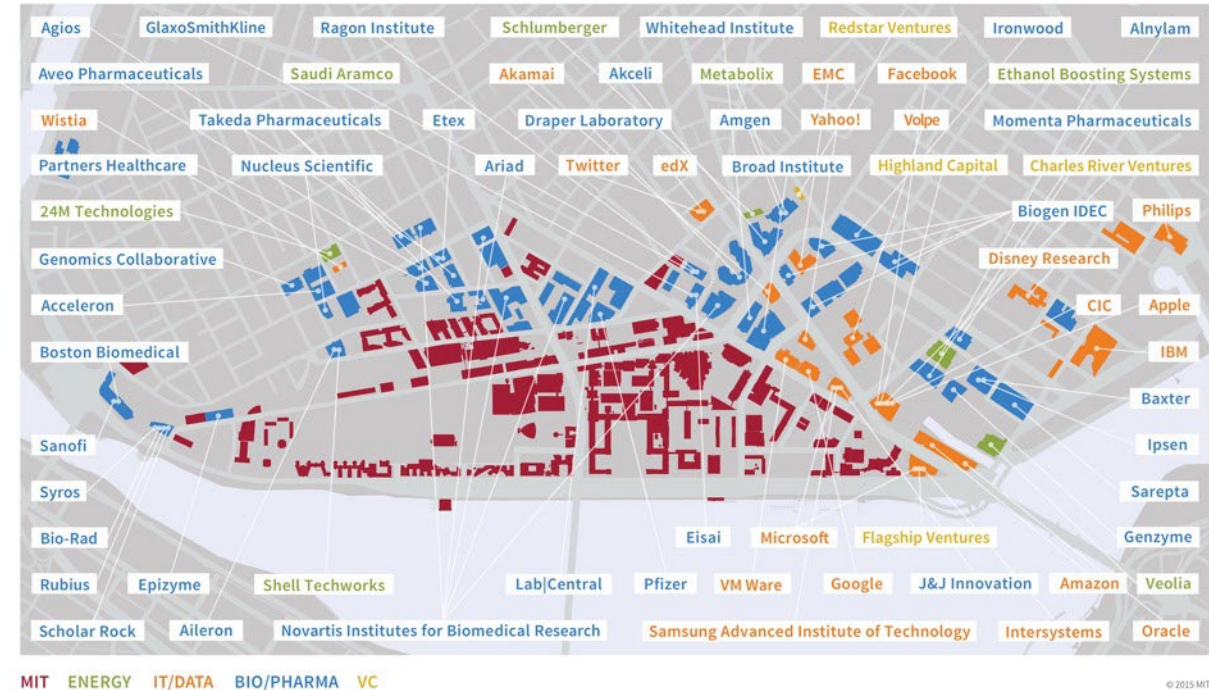 Agios GlaxoSmithKline Ragon Institute Schlumberger Whitehead Institute Redstar Ventures Ironwood Alnylam
Aveo Pharmaceuticals Saudi Aramco Akamai Akceli Metabolix EMC Facebook Ethanol Boosting Systems
Wistia Takeda Pharmaceuticals Etex Draper Laboratory Amgen Yahoo! Volpe Momenta Pharmaceuticals
Partners Healthcare Nucleus Scientific Ariad Twitter edX Broad Institute Highland Capital Charles River Ventures
24M Technologies Biogen IDEC Philips
Genomics Collaborative Disney Research
Acceleron CIC Apple
Boston Biomedical IBM
Baxter
Sanofi Ipsen
Syros Sarepta
Bio-Rad Eisai Microsoft Flagship Ventures Genzyme
Rubius Epizyme Shell Techworks Lab|Central Pfizer VM Ware Google J&J Innovation Amazon Veolia
Scholar Rock Aileron Novartis Institutes for Biomedical Research Samsung Advanced Institute of Technology Intersystems Oracle
MIT ENERGY IT/DATA BIO/PHARMA VC © 2015 MIT